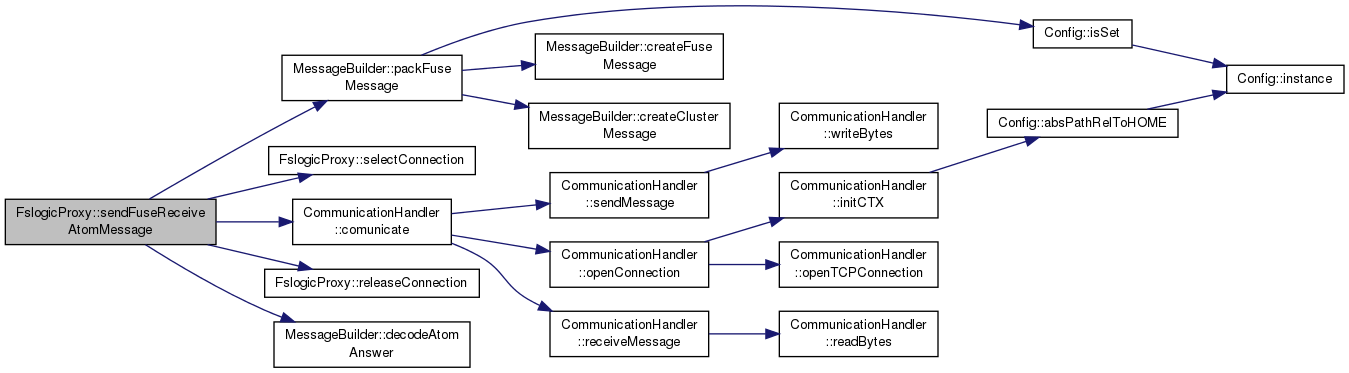 FslogicProxy::sendFuseReceive
AtomMessage
MessageBuilder::packFuse
Message
FslogicProxy::selectConnection
CommunicationHandler
::comunicate
FslogicProxy::releaseConnection
MessageBuilder::decodeAtom
Answer
MessageBuilder::createFuse
Message
MessageBuilder::createCluster
Message
CommunicationHandler
::sendMessage
CommunicationHandler
::openConnection
CommunicationHandler
::receiveMessage
CommunicationHandler
::writeBytes
CommunicationHandler
::initCTX
CommunicationHandler
::openTCPConnection
CommunicationHandler
::readBytes
Config::isSet
Config::absPathRelToHOME
Config::instance